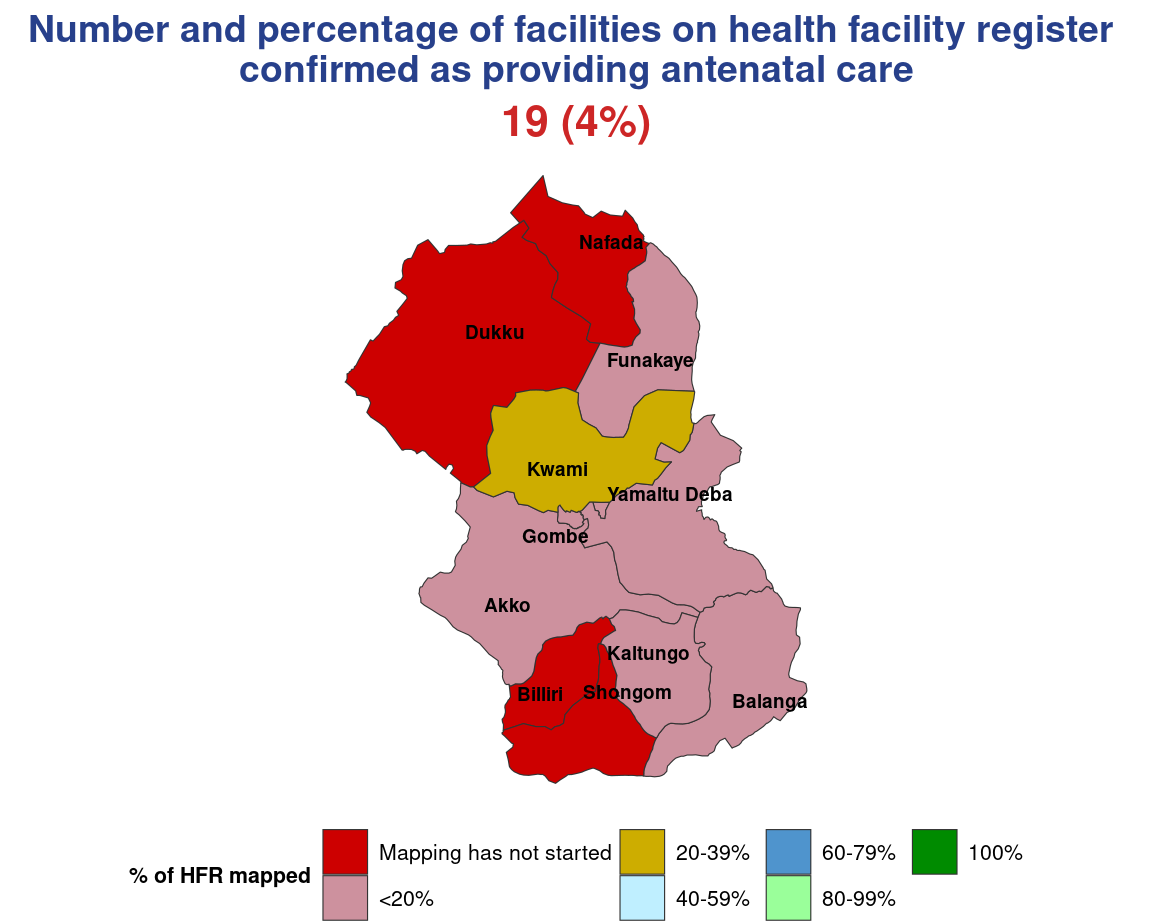 Number and percentage of facilities on health facility register
confirmed as providing antenatal care
19 (4%)
Nafada
Dukku
Funakaye
Kwami
Yamaltu Deba
Gombe
Akko
Kaltungo
Billiri
Shongom
Balanga
% of HFR mapped
Mapping has not started
<20%
20-39%
40-59%
60-79%
80-99%
100%